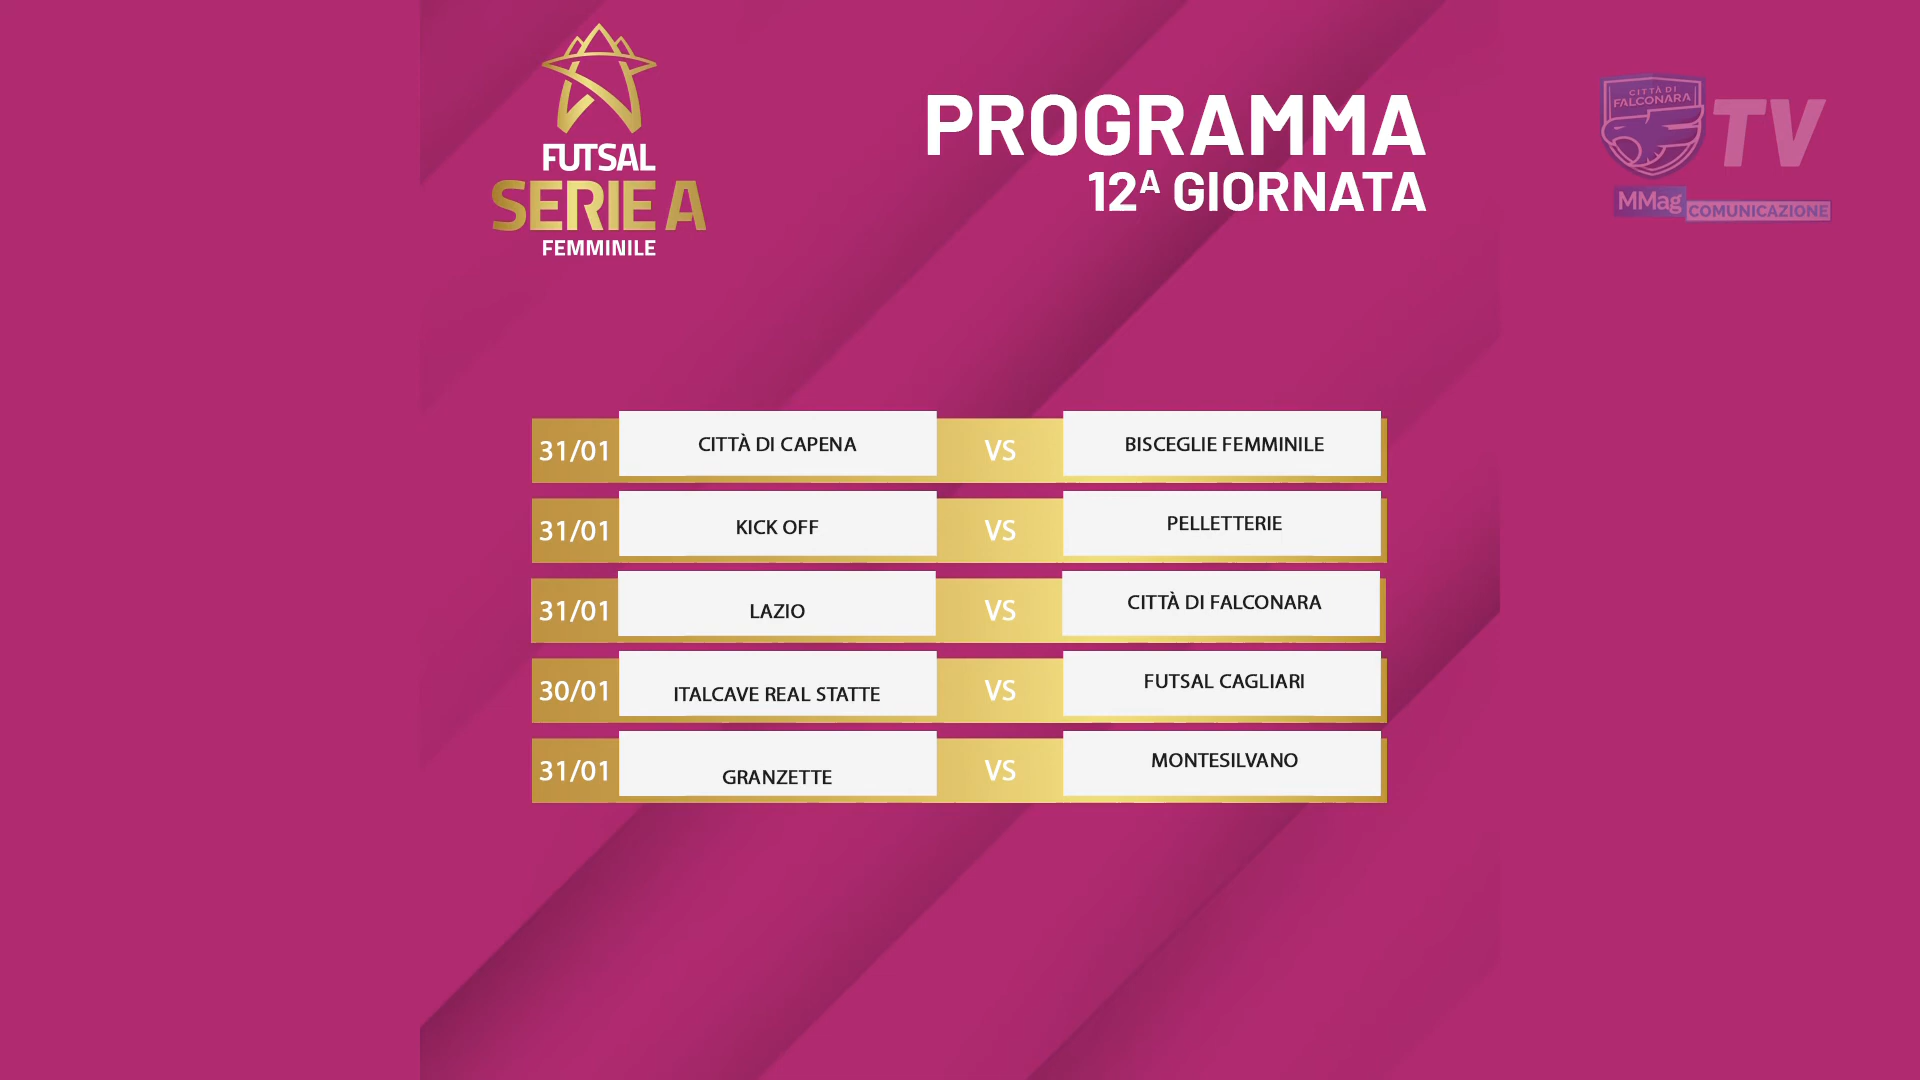 FUTSAL
SERIE A
FEMMINILE
PROGRAMMA
12ᴬ GIORNATA
CITTÀ DI
FALCONARA
TV
MMag
COMUNICAZIONE
31/01 CITTÀ DI CAPENA VS BISCEGLIE FEMMINILE
31/01 KICK OFF VS PELLETTERIE
31/01 LAZIO VS CITTÀ DI FALCONARA
30/01 ITALCAVE REAL STATTE VS FUTSAL CAGLIARI
31/01 GRANZETTE VS MONTESILVANO